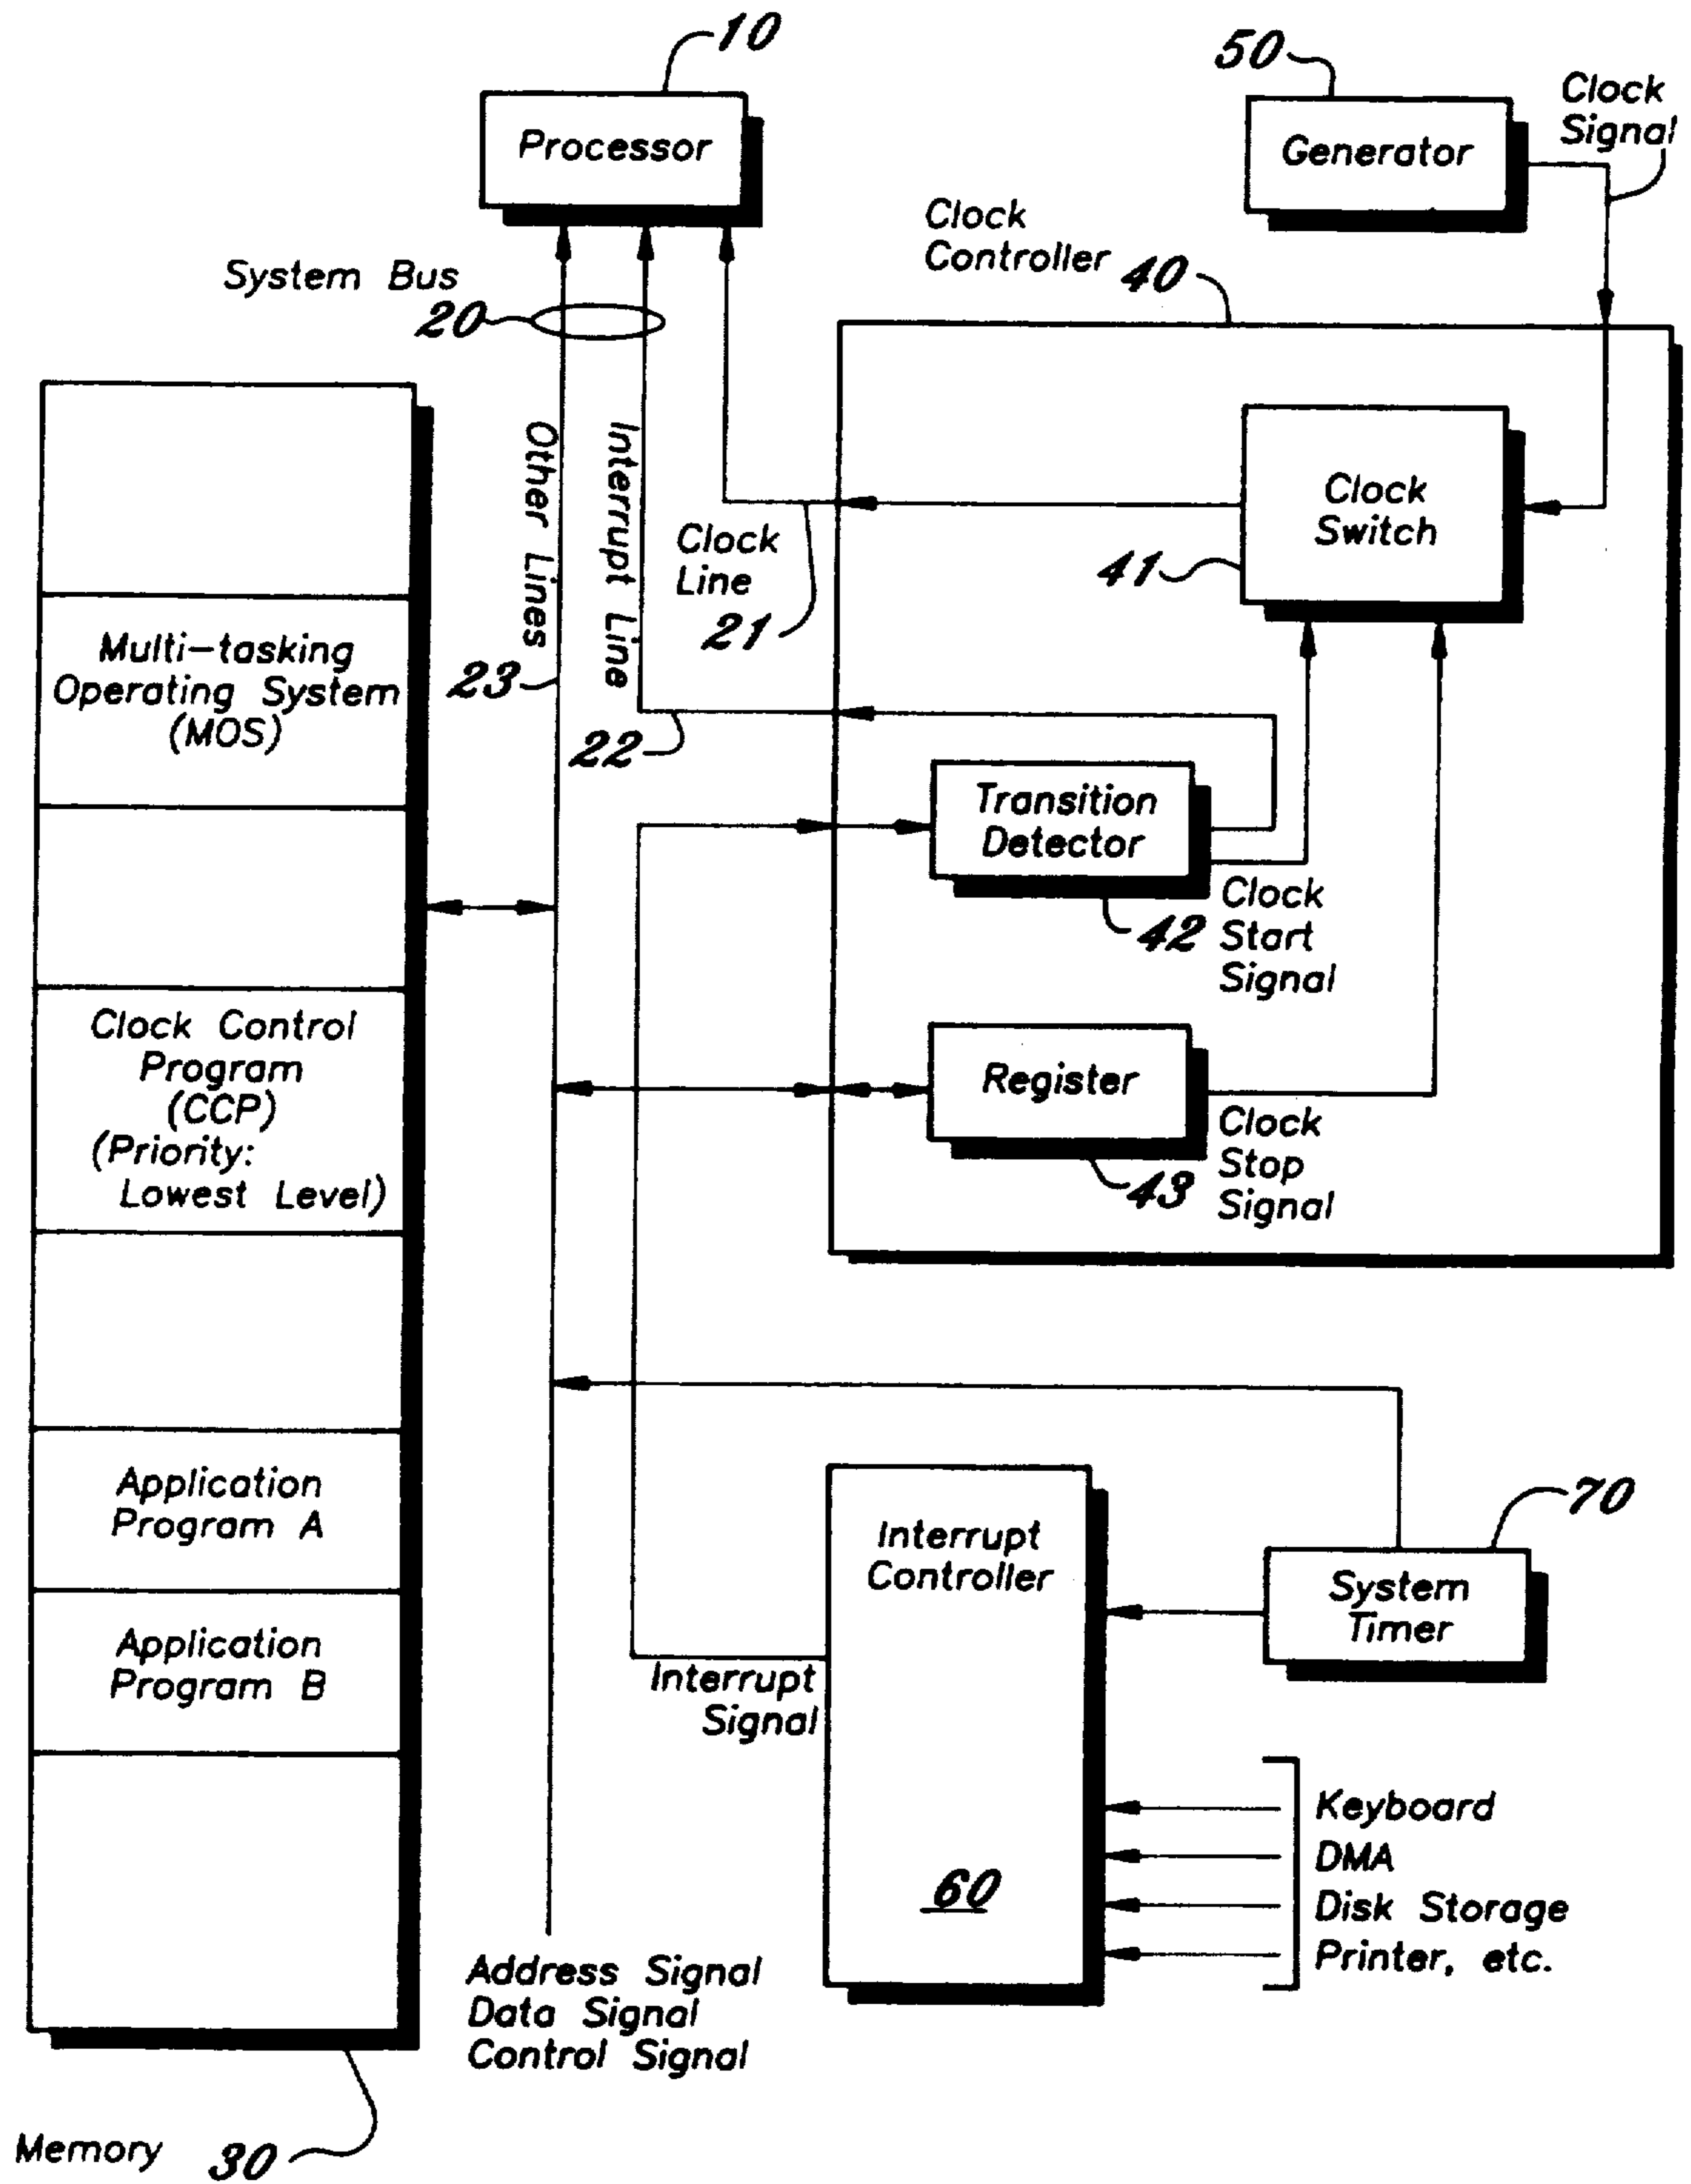 10
Processor
50
Generator
Clock
Signal
System Bus
20
Clock
Controller 40
Other Lines
Interrupt Line
23
22
Clock
Line
21
Clock
Switch
41
Transition
Detector
42
Clock
Start
Signal
Register
43
Clock
Stop
Signal
Multi-tasking
Operating System
(MOS)
Clock Control
Program
(CCP)
(Priority:
Lowest Level)
Application
Program A
Application
Program B
Interrupt
Controller
60
Interrupt
Signal
70
System
Timer
Keyboard
DMA
Disk Storage
Printer, etc.
Address Signal
Data Signal
Control Signal
Memory 30